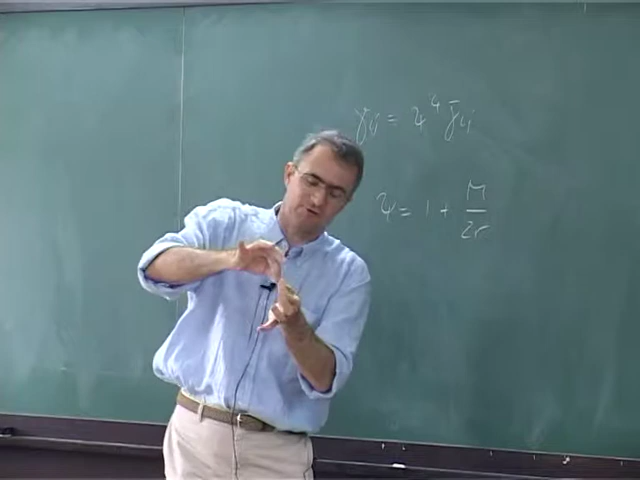 γij = ψ⁴ γ̄ij
ψ = 1 + M/2r